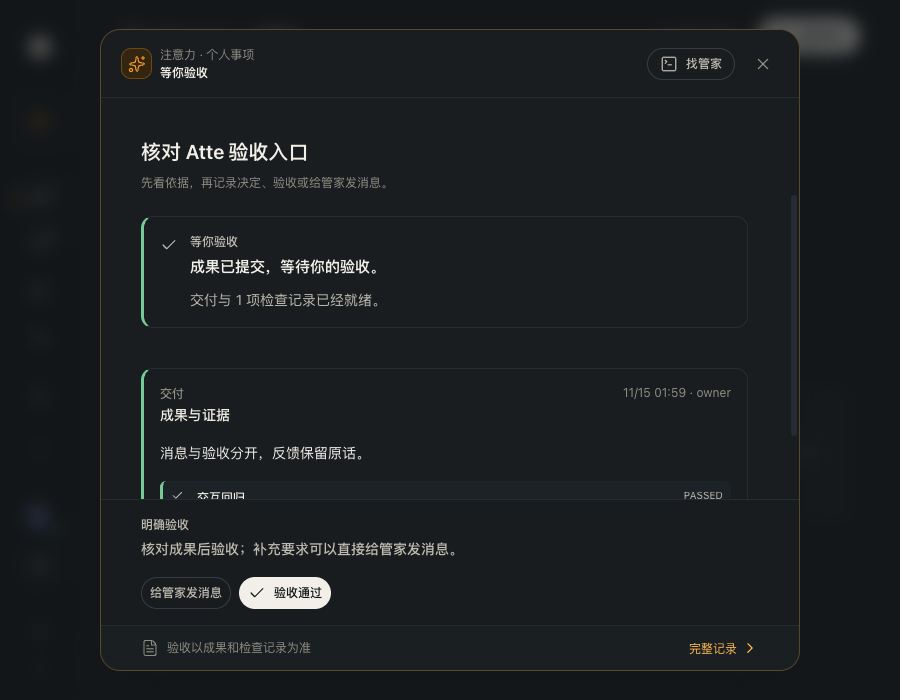 注意力 · 个人事项
等你验收
找管家
核对 Atte 验收入口
先看依据，再记录决定、验收或给管家发消息。
等你验收
成果已提交，等待你的验收。
交付与 1 项检查记录已经就绪。
交付
11/15 01:59 · owner
成果与证据
消息与验收分开，反馈保留原话。
交互回归
PASSED
明确验收
核对成果后验收；补充要求可以直接给管家发消息。
给管家发消息
验收通过
验收以成果和检查记录为准
完整记录